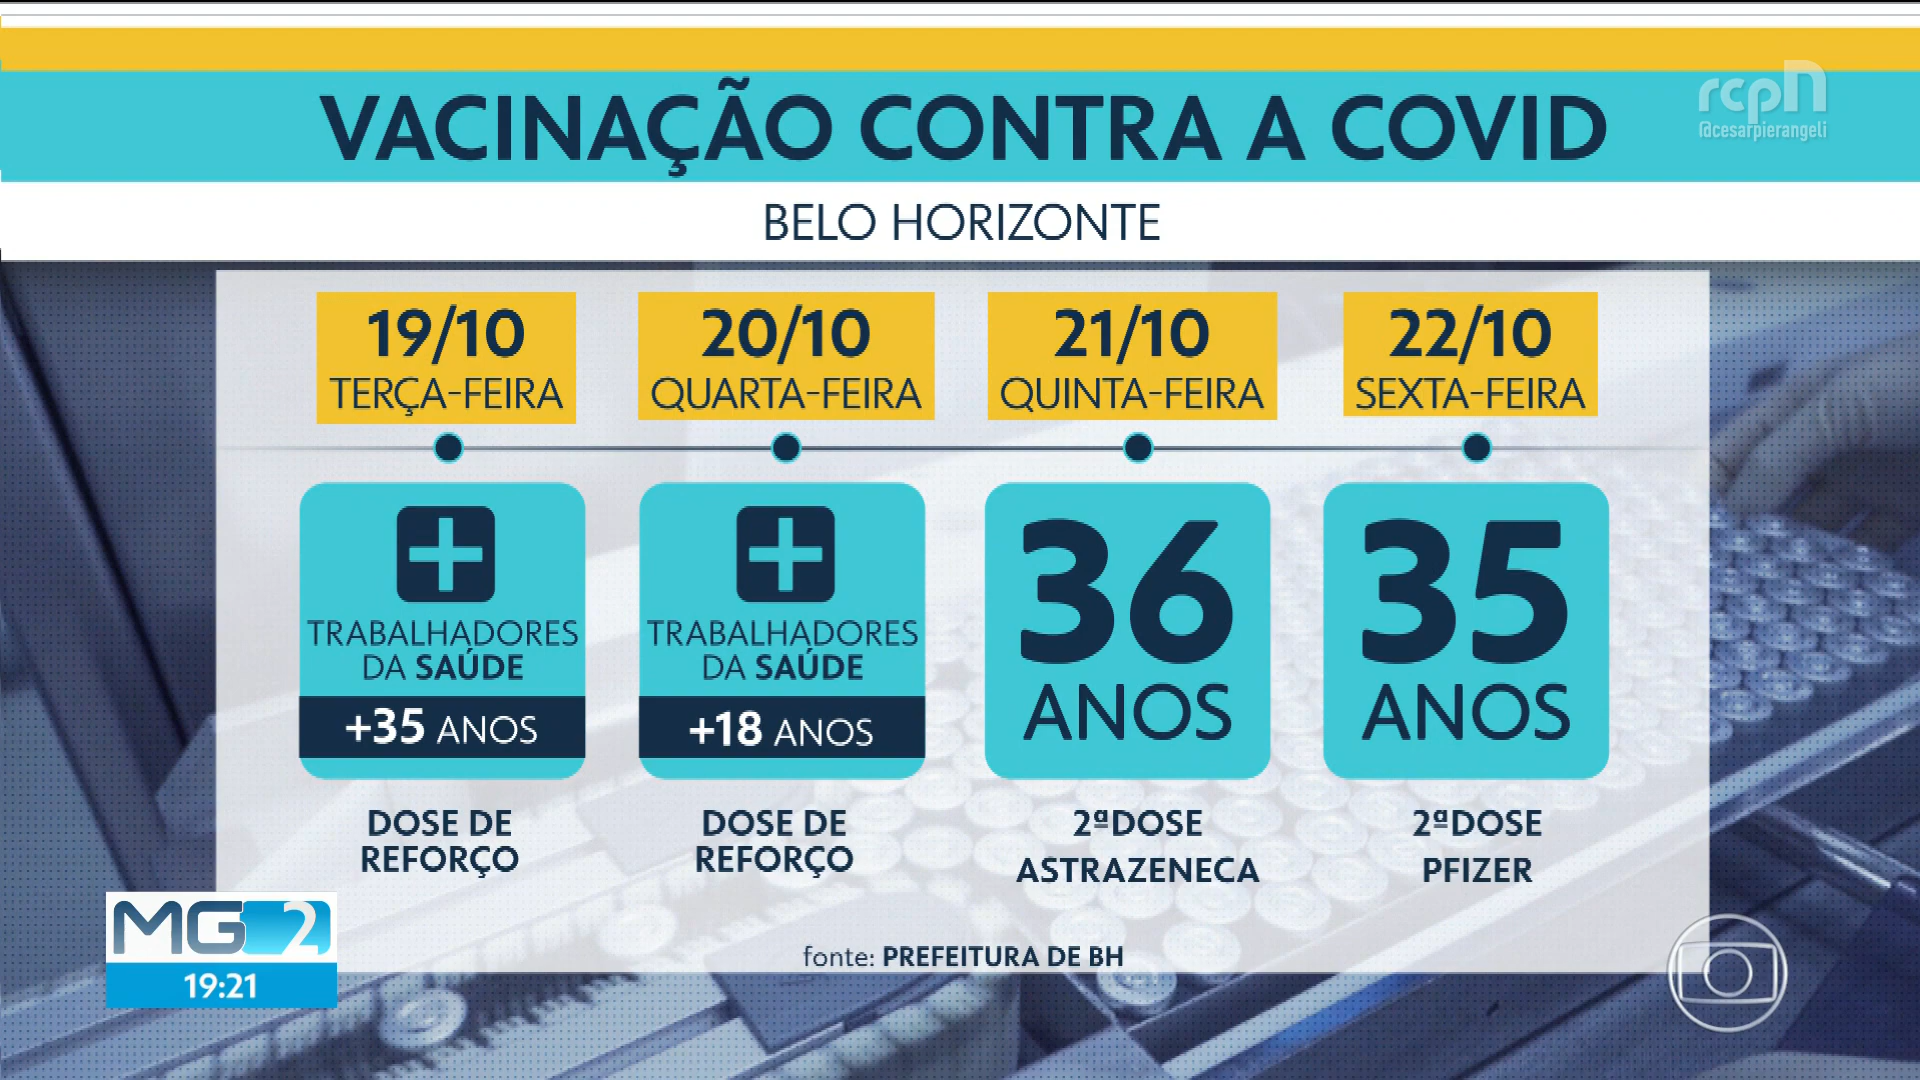 rcpn
@cesarpierangeli
VACINAÇÃO CONTRA A COVID
BELO HORIZONTE
19/10
TERÇA-FEIRA
20/10
QUARTA-FEIRA
21/10
QUINTA-FEIRA
22/10
SEXTA-FEIRA
TRABALHADORES
DA SAÚDE
+35 ANOS
DOSE DE
REFORÇO
TRABALHADORES
DA SAÚDE
+18 ANOS
DOSE DE
REFORÇO
36
ANOS
2ªDOSE
ASTRAZENECA
35
ANOS
2ªDOSE
PFIZER
fonte: PREFEITURA DE BH
MG2
19:21